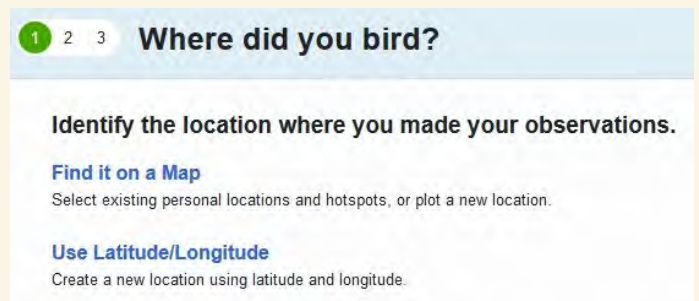 1 2 3 Where did you bird?
Identify the location where you made your observations.
Find it on a Map
Select existing personal locations and hotspots, or plot a new location.
Use Latitude/Longitude
Create a new location using latitude and longitude.